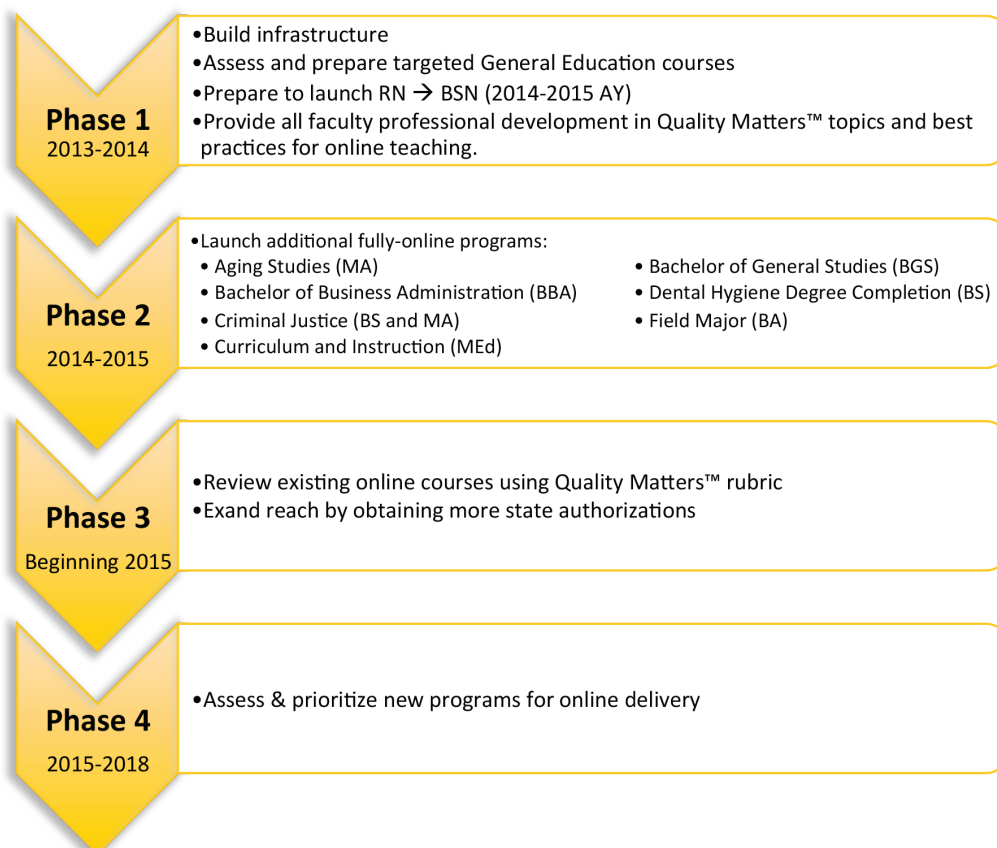 Phase 1
2013-2014
•Build infrastructure
•Assess and prepare targeted General Education courses
•Prepare to launch RN → BSN (2014-2015 AY)
•Provide all faculty professional development in Quality Matters™ topics and best
practices for online teaching.
Phase 2
2014-2015
•Launch additional fully-online programs:
• Aging Studies (MA)
• Bachelor of Business Administration (BBA)
• Criminal Justice (BS and MA)
• Curriculum and Instruction (MEd)
• Bachelor of General Studies (BGS)
• Dental Hygiene Degree Completion (BS)
• Field Major (BA)
Phase 3
Beginning 2015
•Review existing online courses using Quality Matters™ rubric
•Exand reach by obtaining more state authorizations
Phase 4
2015-2018
•Assess & prioritize new programs for online delivery